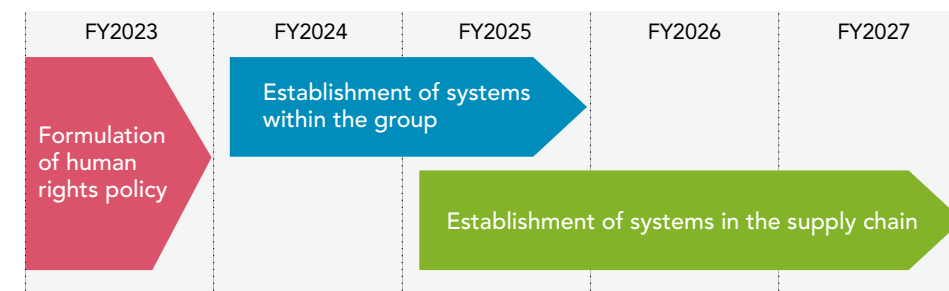 FY2023 FY2024 FY2025 FY2026 FY2027
Formulation
of human
rights policy
Establishment of systems
within the group
Establishment of systems in the supply chain